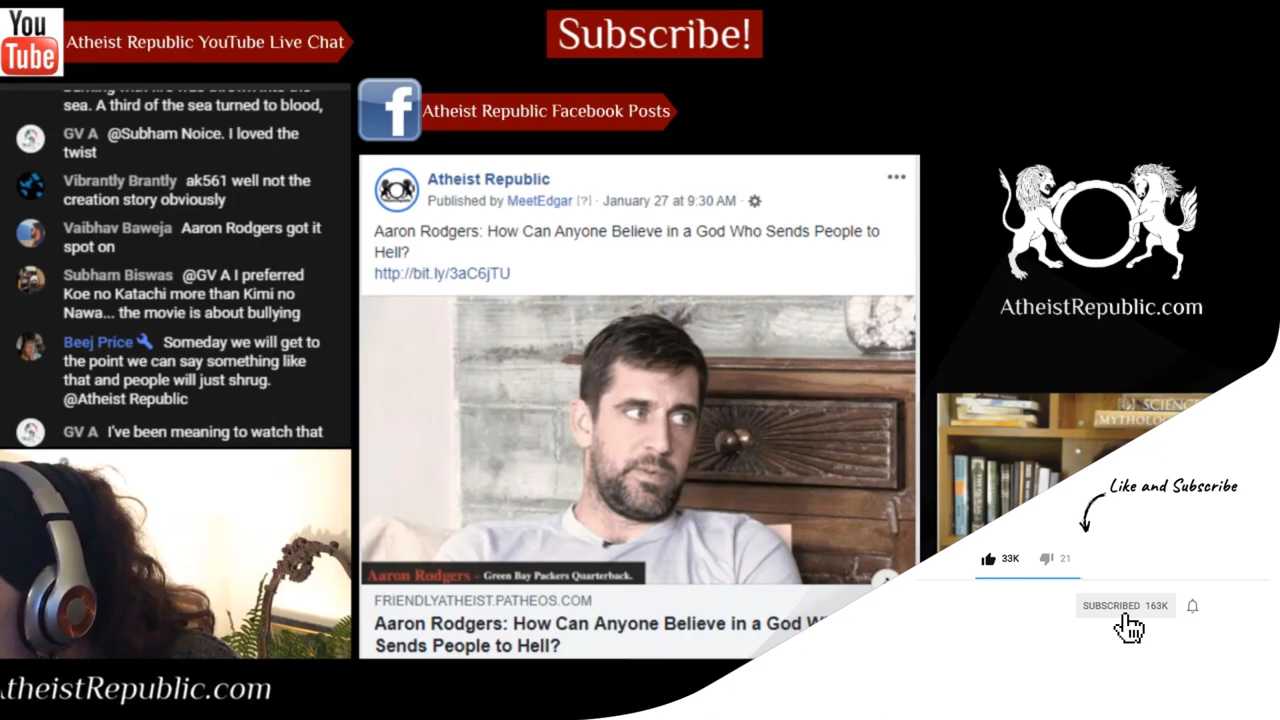 You
Tube
Atheist Republic YouTube Live Chat
Subscribe!
sea. A third of the sea turned to blood,
GV A @Subham Noice. I loved the
twist
Vibrantly Brantly ak561 well not the
creation story obviously
Vaibhav Baweja Aaron Rodgers got it
spot on
Subham Biswas @GV A I preferred
Koe no Katachi more than Kimi no
Nawa... the movie is about bullying
Beej Price Someday we will get to
the point we can say something like
that and people will just shrug.
@Atheist Republic
GV A I've been meaning to watch that
f
Atheist Republic Facebook Posts
Atheist Republic
Published by MeetEdgar [?] · January 27 at 9:30 AM ·
Aaron Rodgers: How Can Anyone Believe in a God Who Sends People to
Hell?
http://bit.ly/3aC6jTU
Aaron Rodgers - Green Bay Packers Quarterback.
FRIENDLYATHEIST.PATHEOS.COM
Aaron Rodgers: How Can Anyone Believe in a God
Sends People to Hell?
AtheistRepublic.com
SCIENCE
Like and Subscribe
33K 21
SUBSCRIBED 163K
theistRepublic.com